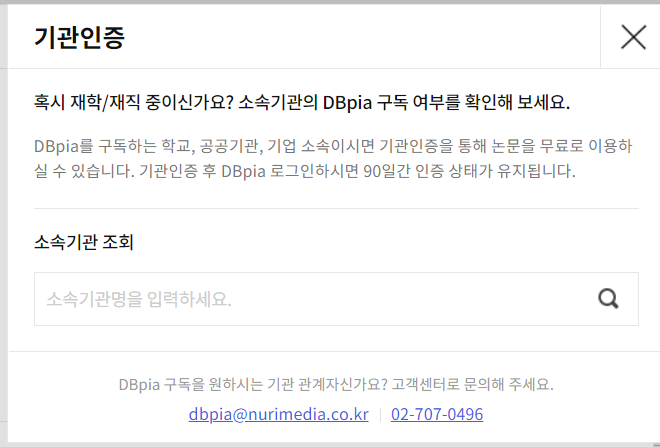 기관인증
혹시 재학/재직 중이신가요? 소속기관의 DBpia 구독 여부를 확인해 보세요.
DBpia를 구독하는 학교, 공공기관, 기업 소속이시면 기관인증을 통해 논문을 무료로 이용하
실 수 있습니다. 기관인증 후 DBpia 로그인하시면 90일간 인증 상태가 유지됩니다.
소속기관 조회
소속기관명을 입력하세요.
DBpia 구독을 원하시는 기관 관계자신가요? 고객센터로 문의해 주세요.
dbpia@nurimedia.co.kr | 02-707-0496